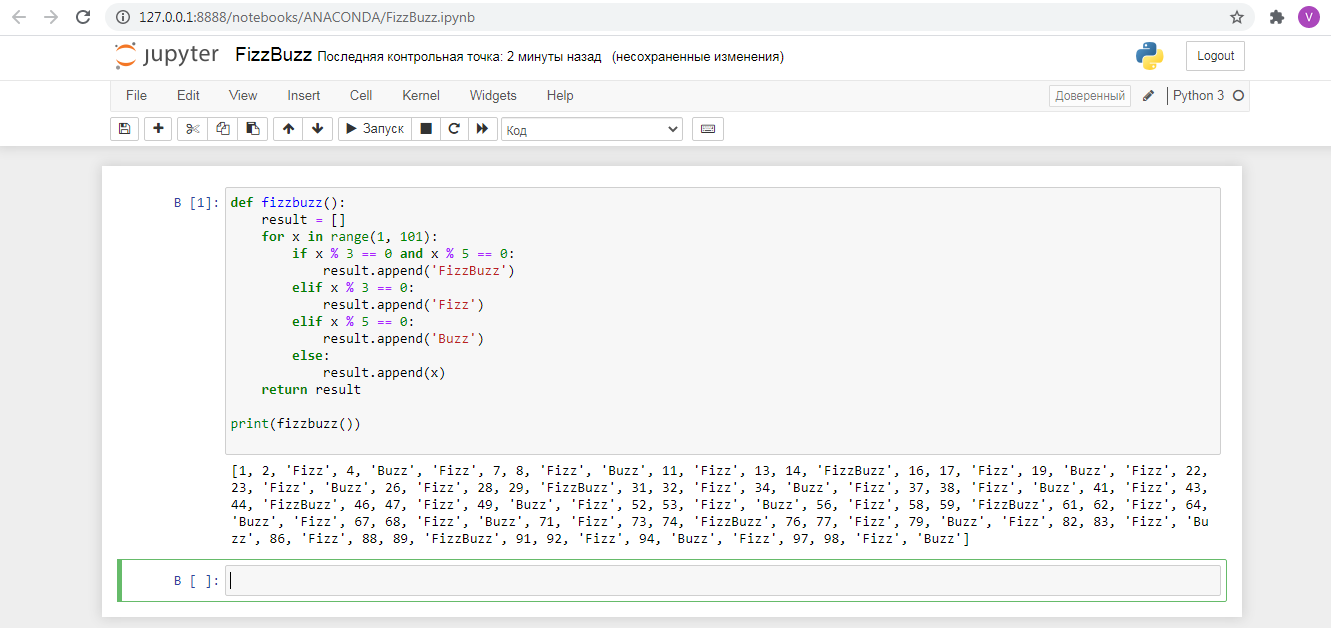 127.0.0.1:8888/notebooks/ANACONDA/FizzBuzz.ipynb
V
jupyter FizzBuzz Последняя контрольная точка: 2 минуты назад (несохраненные изменения)
Logout
File Edit View Insert Cell Kernel Widgets Help
Доверенный
Python 3
Запуск
Код
В [1]:
def fizzbuzz():
    result = []
    for x in range(1, 101):
        if x % 3 == 0 and x % 5 == 0:
            result.append('FizzBuzz')
        elif x % 3 == 0:
            result.append('Fizz')
        elif x % 5 == 0:
            result.append('Buzz')
        else:
            result.append(x)
    return result
print(fizzbuzz())
[1, 2, 'Fizz', 4, 'Buzz', 'Fizz', 7, 8, 'Fizz', 'Buzz', 11, 'Fizz', 13, 14, 'FizzBuzz', 16, 17, 'Fizz', 19, 'Buzz', 'Fizz', 22,
23, 'Fizz', 'Buzz', 26, 'Fizz', 28, 29, 'FizzBuzz', 31, 32, 'Fizz', 34, 'Buzz', 'Fizz', 37, 38, 'Fizz', 'Buzz', 41, 'Fizz', 43,
44, 'FizzBuzz', 46, 47, 'Fizz', 49, 'Buzz', 'Fizz', 52, 53, 'Fizz', 'Buzz', 56, 'Fizz', 58, 59, 'FizzBuzz', 61, 62, 'Fizz', 64,
'Buzz', 'Fizz', 67, 68, 'Fizz', 'Buzz', 71, 'Fizz', 73, 74, 'FizzBuzz', 76, 77, 'Fizz', 79, 'Buzz', 'Fizz', 82, 83, 'Fizz', 'Bu
zz', 86, 'Fizz', 88, 89, 'FizzBuzz', 91, 92, 'Fizz', 94, 'Buzz', 'Fizz', 97, 98, 'Fizz', 'Buzz']
В [ ]: